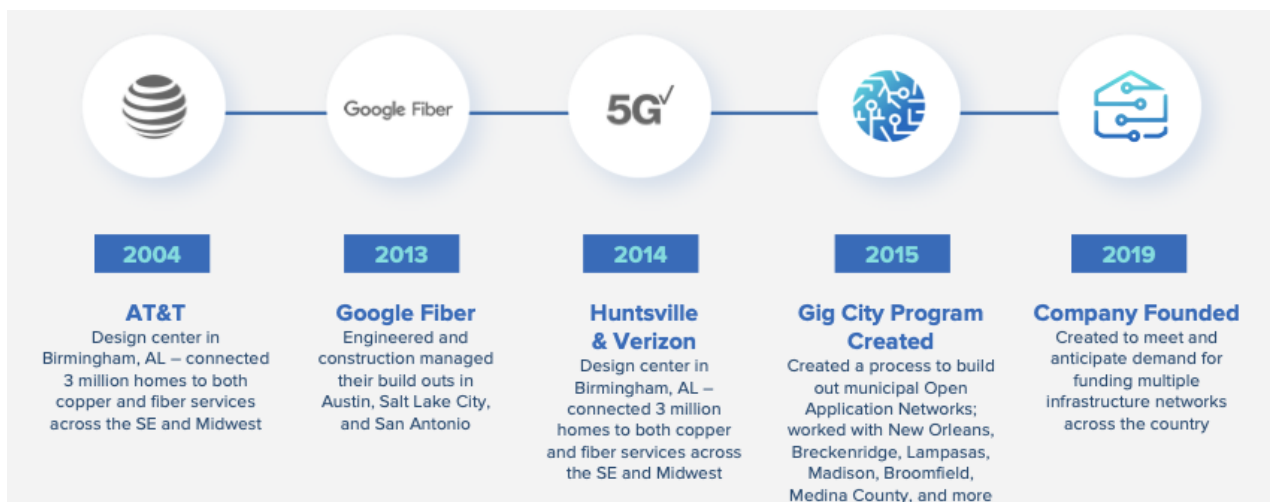 Google Fiber
5G
2004
AT&T
Design center in
Birmingham, AL – connected
3 million homes to both
copper and fiber services
across the SE and Midwest
2013
Google Fiber
Engineered and
construction managed
their build outs in
Austin, Salt Lake City,
and San Antonio
2014
Huntsville
& Verizon
Design center in
Birmingham, AL –
connected 3 million
homes to both copper
and fiber services across
the SE and Midwest
2015
Gig City Program
Created
Created a process to build
out municipal Open
Application Networks;
worked with New Orleans,
Breckenridge, Lampasas,
Madison, Broomfield,
Medina County, and more
2019
Company Founded
Created to meet and
anticipate demand for
funding multiple
infrastructure networks
across the country